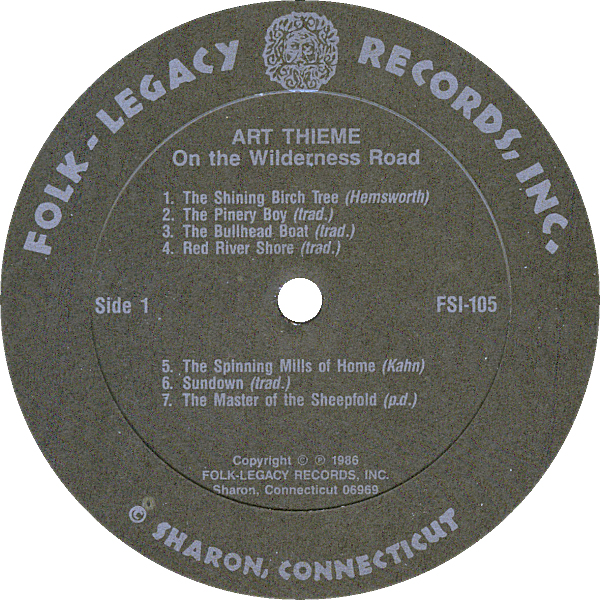 FOLK-LEGACY RECORDS, INC.
ART THIEME
On the Wilderness Road
1. The Shining Birch Tree (Hemsworth)
2. The Pinery Boy (trad.)
3. The Bullhead Boat (trad.)
4. Red River Shore (trad.)
Side 1
FSI-105
5. The Spinning Mills of Home (Kahn)
6. Sundown (trad.)
7. The Master of the Sheepfold (p.d.)
Copyright © ℗ 1986
FOLK-LEGACY RECORDS, INC.
Sharon, Connecticut 06969
© SHARON, CONNECTICUT